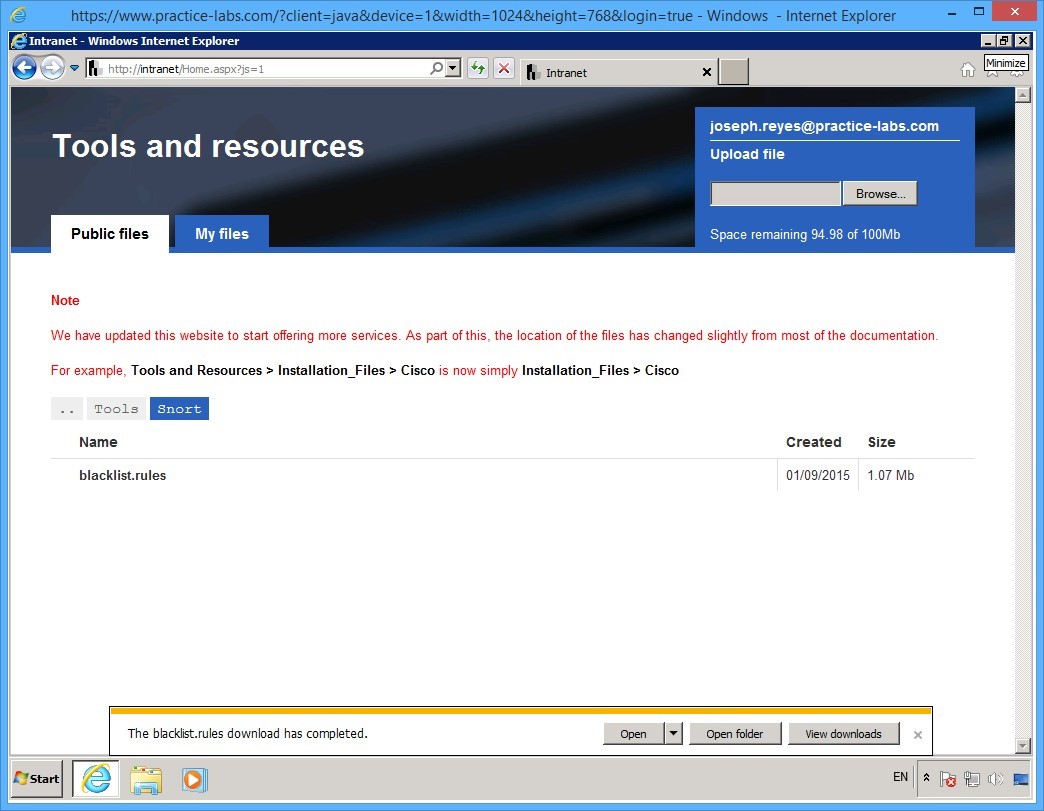 https://www.practice-labs.com/?client=java&device=1&width=1024&height=768&login=true - Windows - Internet Explorer
Intranet - Windows Internet Explorer
http://intranet/Home.aspx?js=1
Intranet
Minimize
Tools and resources
joseph.reyes@practice-labs.com
Upload file
Browse...
Space remaining 94.98 of 100Mb
Public files
My files
Note
We have updated this website to start offering more services. As part of this, the location of the files has changed slightly from most of the documentation.
For example, Tools and Resources > Installation_Files > Cisco is now simply Installation_Files > Cisco
.. Tools Snort
Name Created Size
blacklist.rules 01/09/2015 1.07 Mb
The blacklist.rules download has completed.
Open
Open folder
View downloads
Start
EN